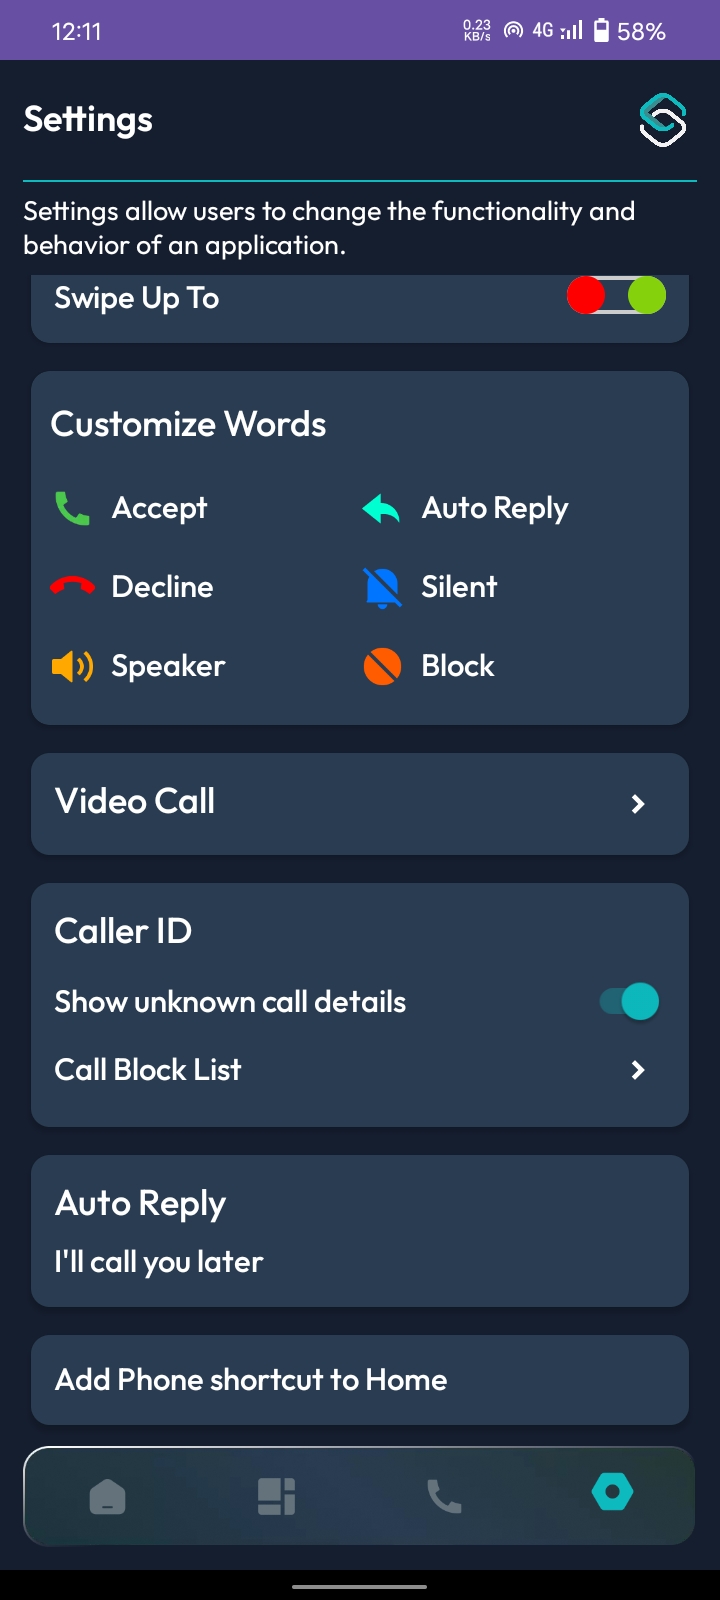 12:11
0.23
KB/s
4G
58%
Settings
Settings allow users to change the functionality and
behavior of an application.
Swipe Up To
Customize Words
Accept
Auto Reply
Decline
Silent
Speaker
Block
Video Call
Caller ID
Show unknown call details
Call Block List
Auto Reply
I'll call you later
Add Phone shortcut to Home